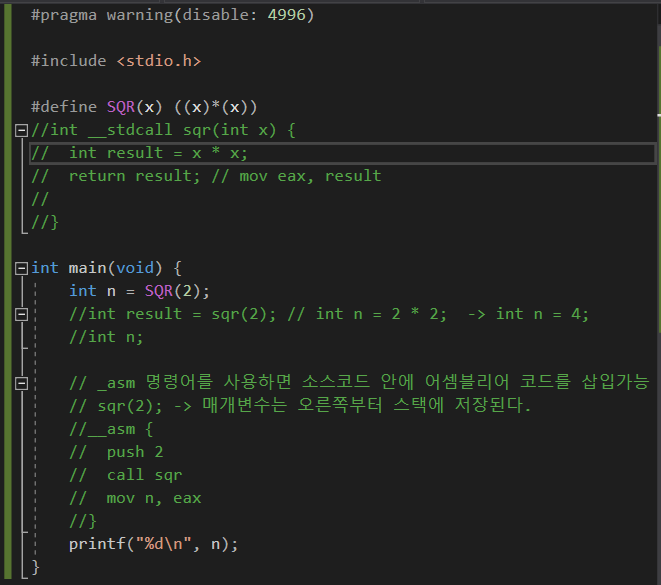 #pragma warning(disable: 4996)
#include <stdio.h>
#define SQR(x) ((x)*(x))
//int __stdcall sqr(int x) {
//  int result = x * x;
//  return result; // mov eax, result
//
//}
int main(void) {
    int n = SQR(2);
    //int result = sqr(2); // int n = 2 * 2;  -> int n = 4;
    //int n;
    // _asm 명령어를 사용하면 소스코드 안에 어셈블리어 코드를 삽입가능
    // sqr(2); -> 매개변수는 오른쪽부터 스택에 저장된다.
    //__asm {
    //  push 2
    //  call sqr
    //  mov n, eax
    //}
    printf("%d\n", n);
}